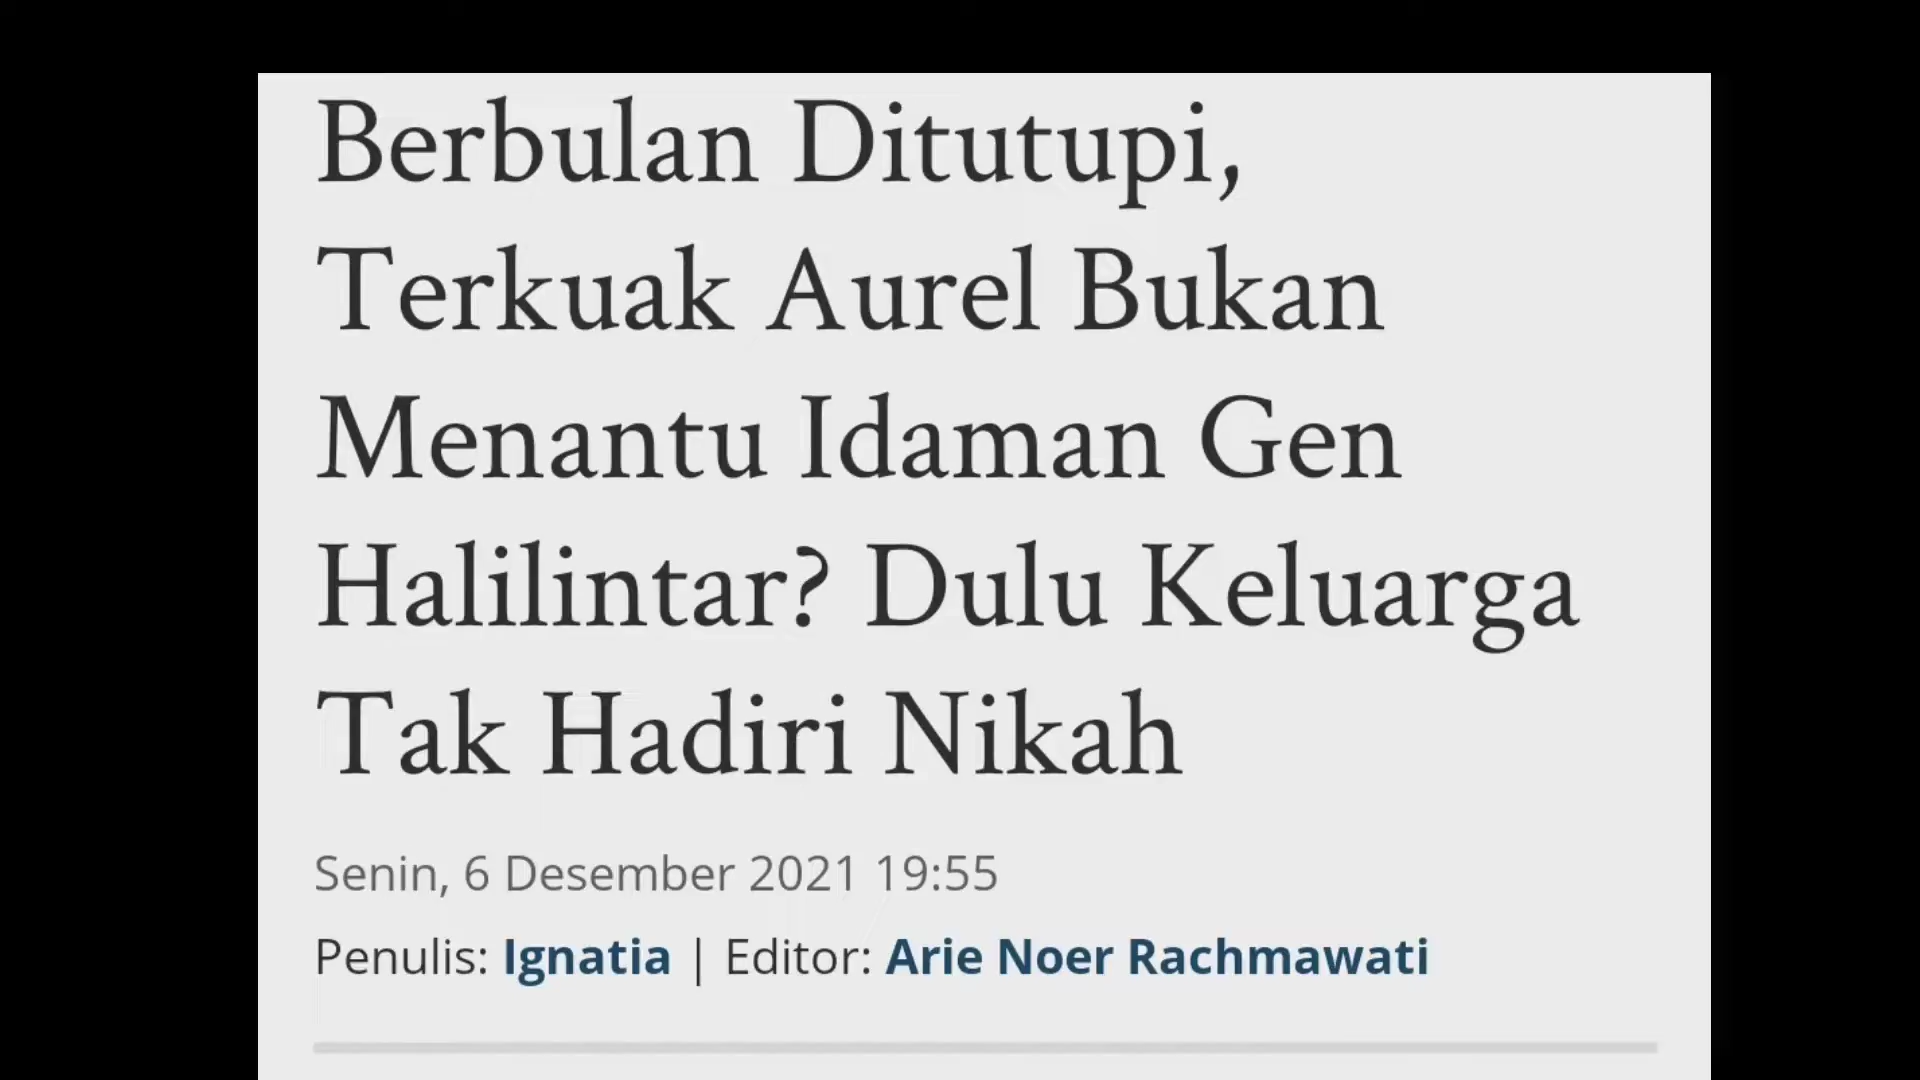 Berbulan Ditutupi,
Terkuak Aurel Bukan
Menantu Idaman Gen
Halilintar? Dulu Keluarga
Tak Hadiri Nikah
Senin, 6 Desember 2021 19:55
Penulis: Ignatia | Editor: Arie Noer Rachmawati